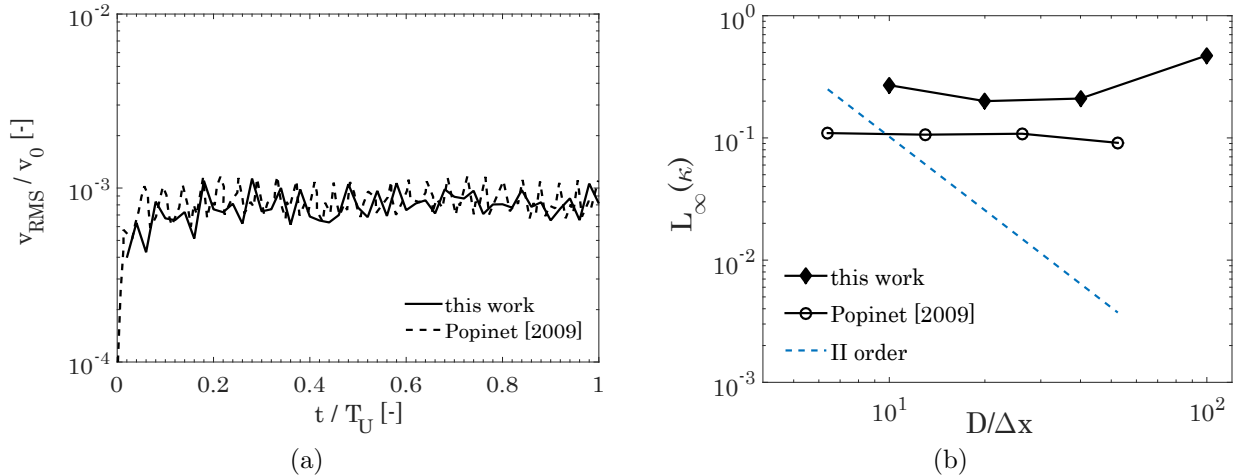 10^-2
10^-3
10^-4
v_RMS / v_0 [-]
0 0.2 0.4 0.6 0.8 1
t / T_U [-]
this work
Popinet [2009]
(a)
10^0
10^-1
10^-2
10^-3
L_∞(κ)
10^1 10^2
D/Δx
this work
Popinet [2009]
II order
(b)